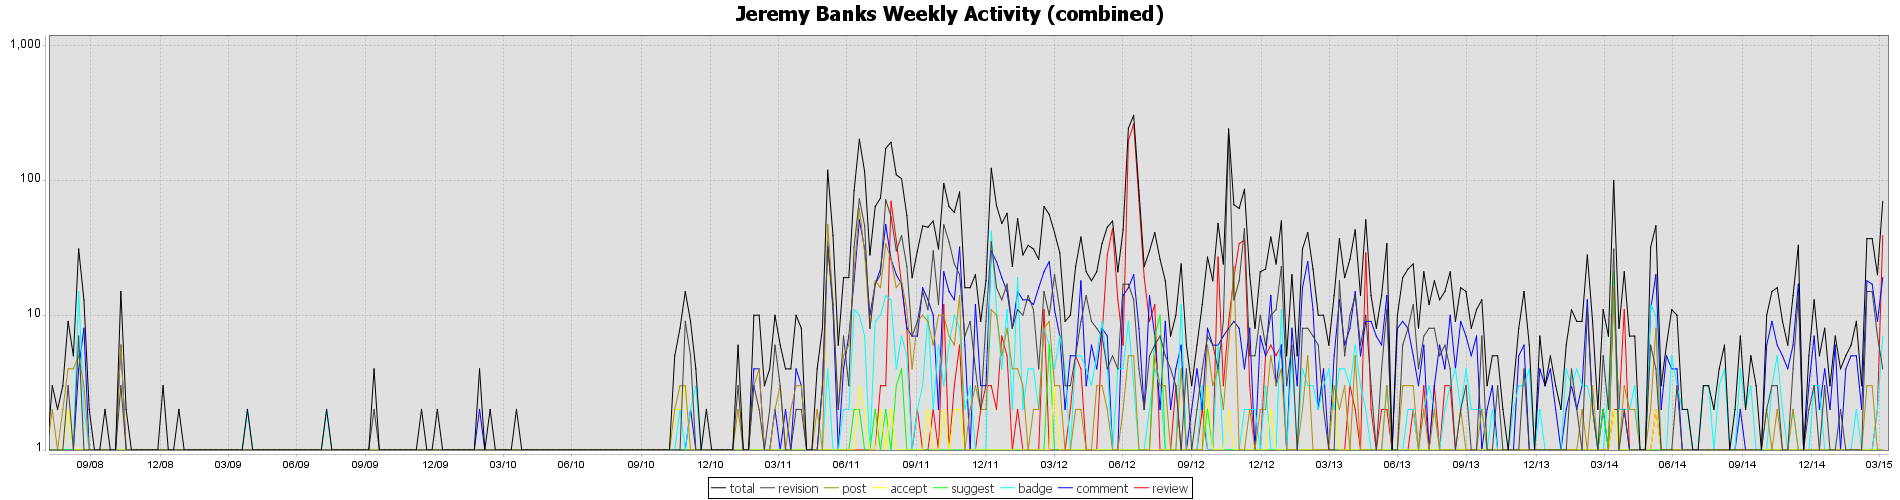 Jeremy Banks Weekly Activity (combined)
1,000
100
10
1
09/08 12/08 03/09 06/09 09/09 12/09 03/10 06/10 09/10 12/10 03/11 06/11 09/11 12/11 03/12 06/12 09/12 12/12 03/13 06/13 09/13 12/13 03/14 06/14 09/14 12/14 03/15
total revision post accept suggest badge comment review